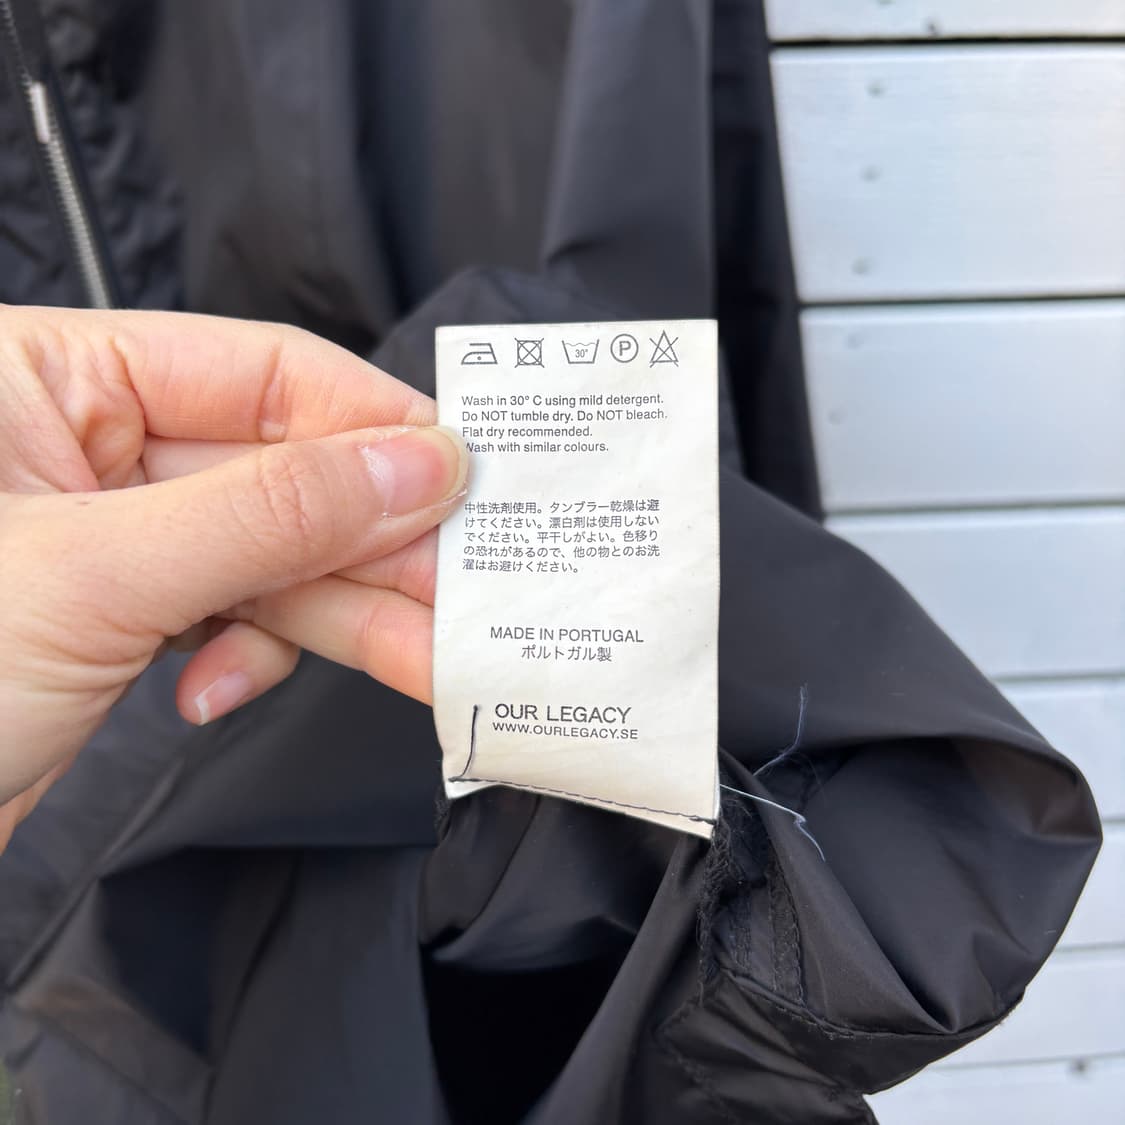 30°
P
Wash in 30° C using mild detergent.
Do NOT tumble dry. Do NOT bleach.
Flat dry recommended.
Wash with similar colours.
中性洗剤使用。タンブラー乾燥は避
けてください。漂白剤は使用しない
でください。平干しがよい。色移り
の恐れがあるので、他の物とのお洗
濯はお避けください。
MADE IN PORTUGAL
ポルトガル製
OUR LEGACY
WWW.OURLEGACY.SE